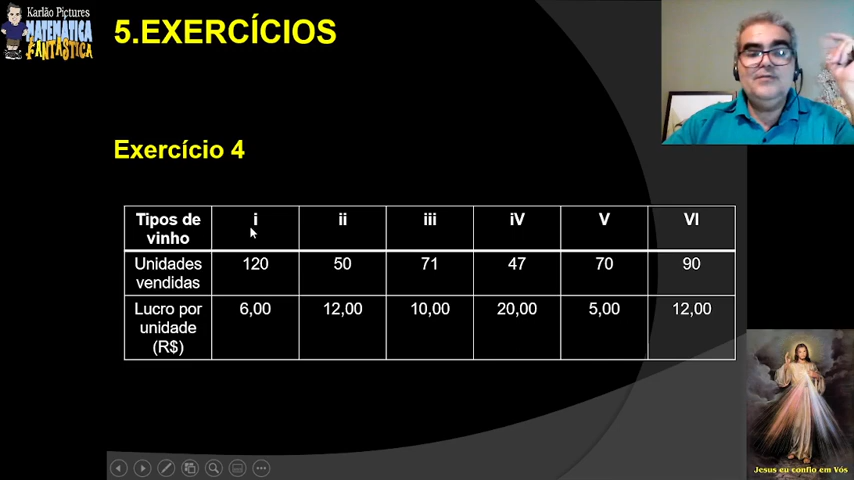 Karlão Pictures
MATEMÁTICA
FANTÁSTICA
5.EXERCÍCIOS
Exercício 4
Tipos de vinho i ii iii iV V VI
Unidades vendidas 120 50 71 47 70 90
Lucro por unidade (R$) 6,00 12,00 10,00 20,00 5,00 12,00
Jesus eu confio em Vós